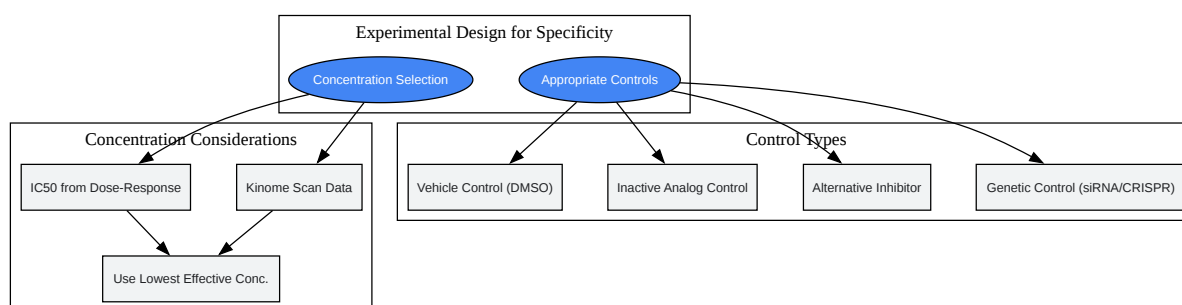 Experimental Design for Specificity
Concentration Selection
Appropriate Controls
Concentration Considerations
Control Types
IC50 from Dose-Response
Kinome Scan Data
Vehicle Control (DMSO)
Inactive Analog Control
Alternative Inhibitor
Genetic Control (siRNA/CRISPR)
Use Lowest Effective Conc.